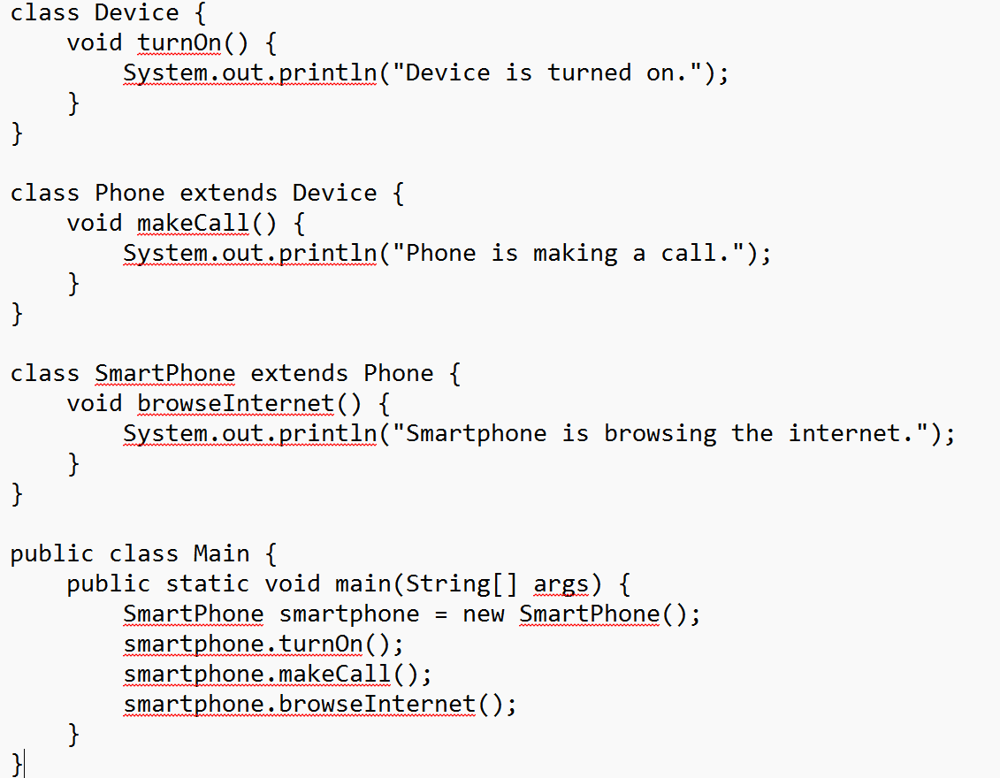 class Device {
    void turnOn() {
        System.out.println("Device is turned on.");
    }
}

class Phone extends Device {
    void makeCall() {
        System.out.println("Phone is making a call.");
    }
}

class SmartPhone extends Phone {
    void browseInternet() {
        System.out.println("Smartphone is browsing the internet.");
    }
}

public class Main {
    public static void main(String[] args) {
        SmartPhone smartphone = new SmartPhone();
        smartphone.turnOn();
        smartphone.makeCall();
        smartphone.browseInternet();
    }
}